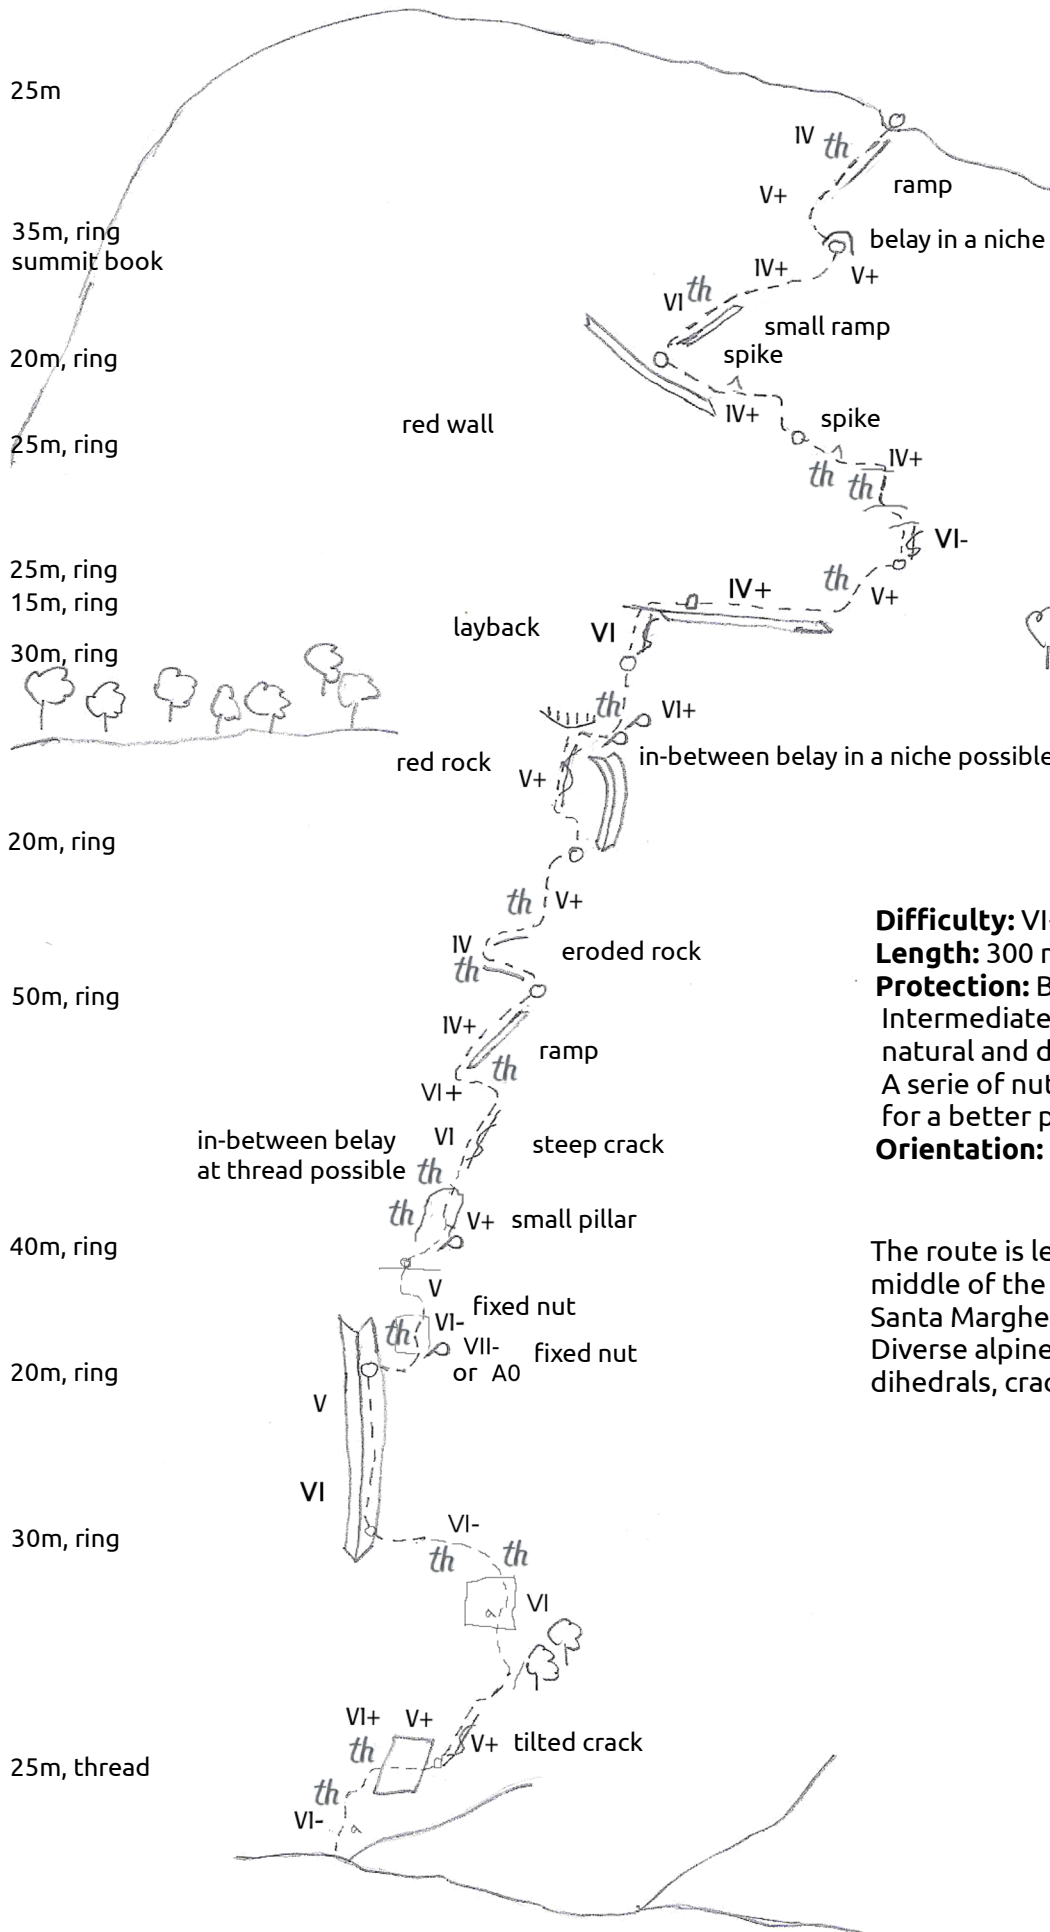 25m
IV th
ramp
V+
35m, ring
summit book
belay in a niche
IV+
V+
VI th
small ramp
20m, ring
spike
IV+
red wall
spike
25m, ring
IV+
th th
VI-
25m, ring
th
V+
15m, ring
IV+
layback
VI
30m, ring
th
VI+
red rock
V+
in-between belay in a niche possible
20m, ring
th
V+
IV
eroded rock
th
50m, ring
IV+
ramp
th
VI+
VI
steep crack
in-between belay
at thread possible
th
th
V+ small pillar
40m, ring
V
fixed nut
VI-
th
VII-
or A0
fixed nut
20m, ring
V
VI
30m, ring
VI-
th
th
a
VI
VI+ V+
th
V+ tilted crack
25m, thread
th
VI-
a
Difficulty: VI
Length: 300
Protection: B
Intermediate
natural and d
A serie of nut
for a better p
Orientation:
The route is le
middle of the
Santa Marghe
Diverse alpine
dihedrals, crac